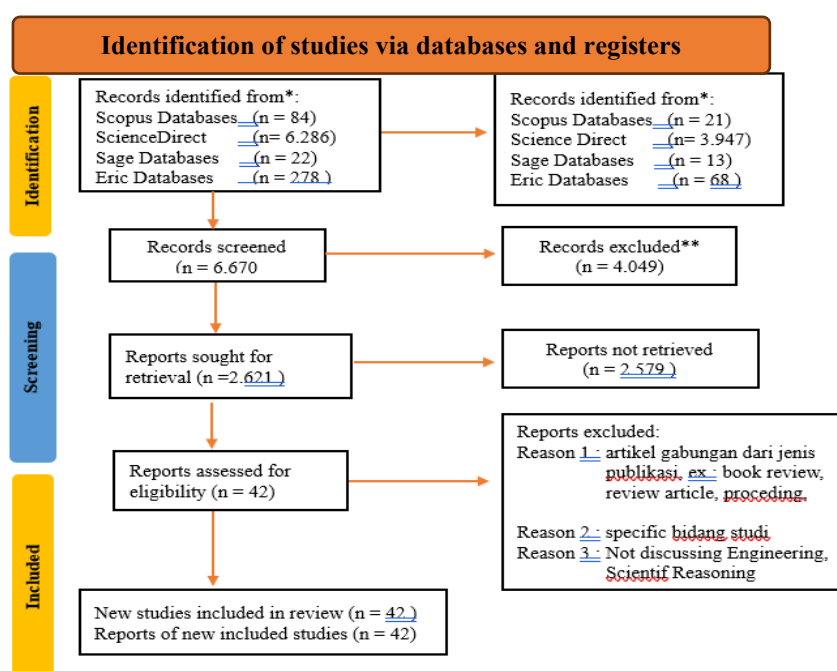 Identification of studies via databases and registers
Identification
Records identified from*:
Scopus Databases (n = 84)
ScienceDirect (n= 6.286)
Sage Databases (n = 22)
Eric Databases (n = 278 )
Records identified from*:
Scopus Databases (n = 21)
Science Direct (n= 3.947)
Sage Databases (n = 13)
Eric Databases (n = 68 )
Screening
Records screened
(n = 6.670
Records excluded**
(n = 4.049)
Reports sought for
retrieval (n =2.621 )
Reports not retrieved
(n = 2.579 )
Reports assessed for
eligibility (n = 42)
Reports excluded:
Reason 1 : artikel gabungan dari jenis
publikasi, ex : book review,
review article, proceding,
Reason 2 : specific bidang studi
Reason 3 : Not discussing Engineering,
Scientif Reasoning
Included
New studies included in review (n = 42 )
Reports of new included studies (n = 42)